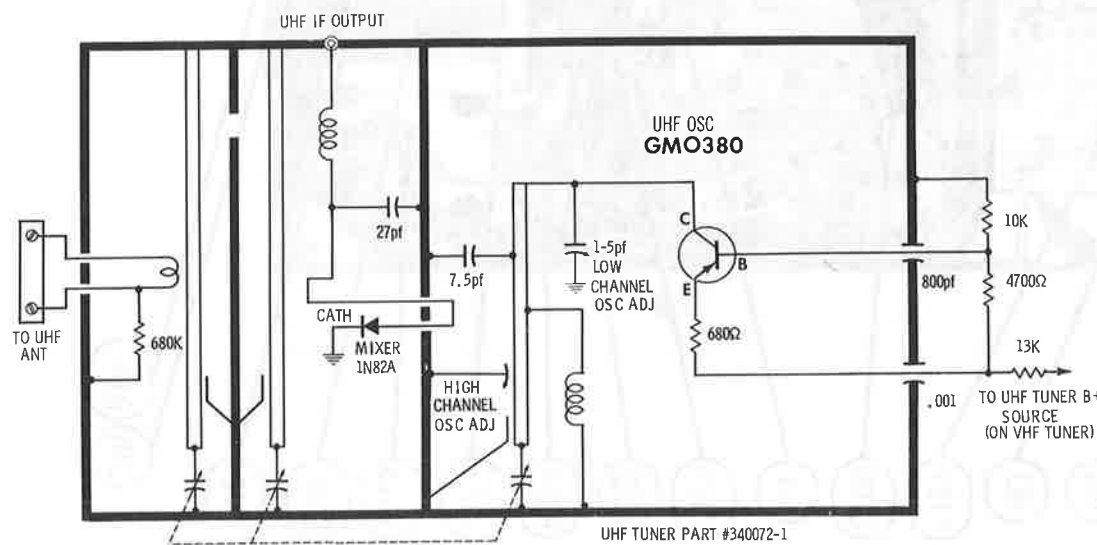 UHF IF OUTPUT
UHF OSC
GMO380
C
B
E
10K
4700Ω
13K
800pf
.001
27pf
7.5pf
1-5pf
LOW
CHANNEL
OSC ADJ
680Ω
TO UHF
ANT
680K
CATH
MIXER
1N82A
HIGH
CHANNEL
OSC ADJ
TO UHF TUNER B+
SOURCE
(ON VHF TUNER)
UHF TUNER PART #340072-1